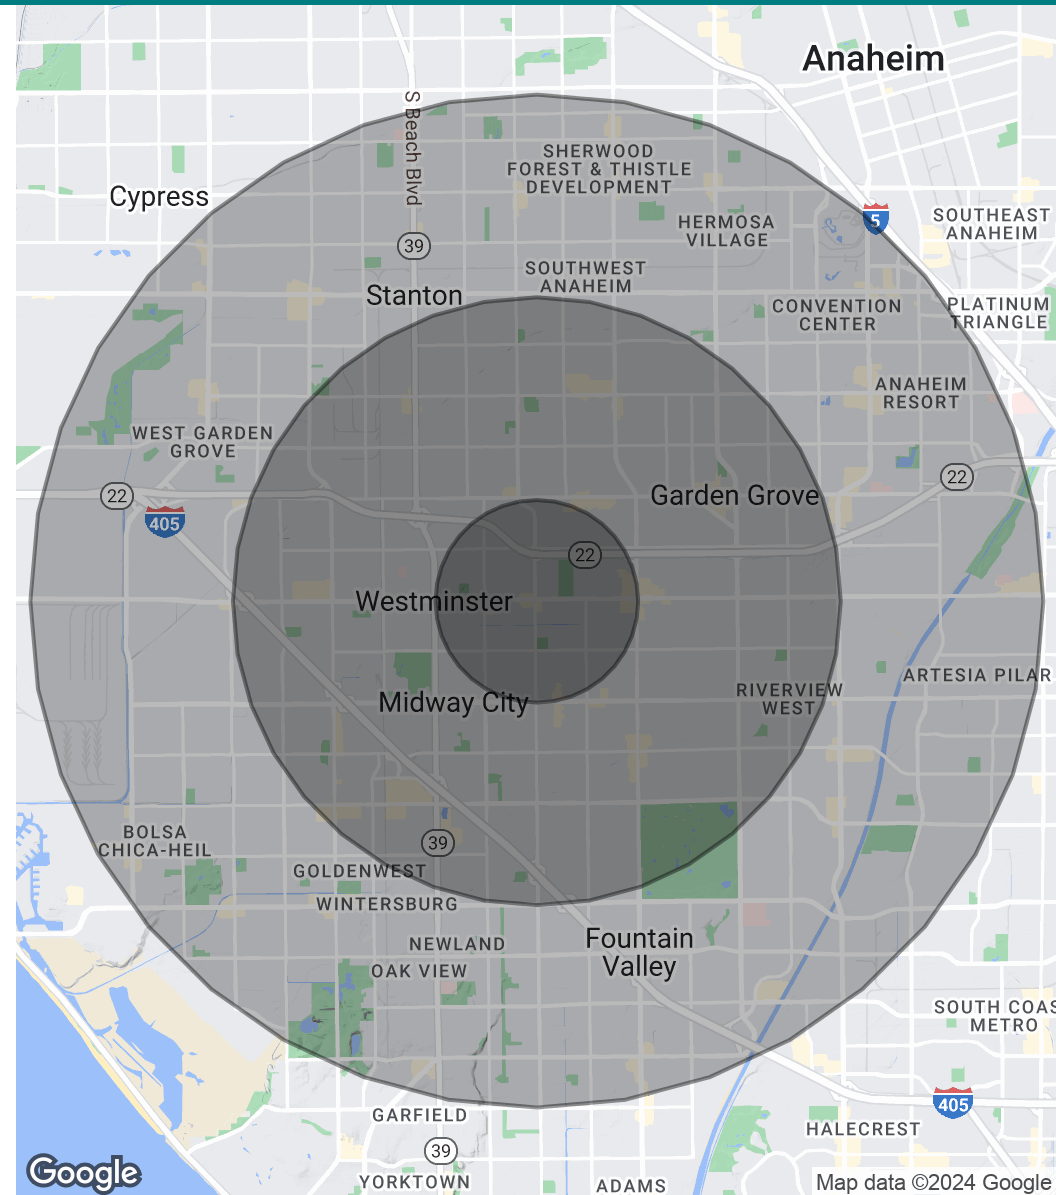 Anaheim
S Beach Blvd
SHERWOOD
FOREST & THISTLE
DEVELOPMENT
Cypress
5
HERMOSA
VILLAGE
SOUTHEAST
ANAHEIM
39
SOUTHWEST
ANAHEIM
Stanton
CONVENTION
CENTER
PLATINUM
TRIANGLE
ANAHEIM
RESORT
WEST GARDEN
GROVE
22
22
Garden Grove
405
22
Westminster
ARTESIA PILAR
Midway City
RIVERVIEW
WEST
BOLSA
CHICA-HEIL
39
GOLDENWEST
WINTERSBURG
NEWLAND
Fountain
Valley
OAK VIEW
SOUTH COAS
METRO
405
GARFIELD
HALECREST
39
Google
YORKTOWN
ADAMS
Map data ©2024 Google